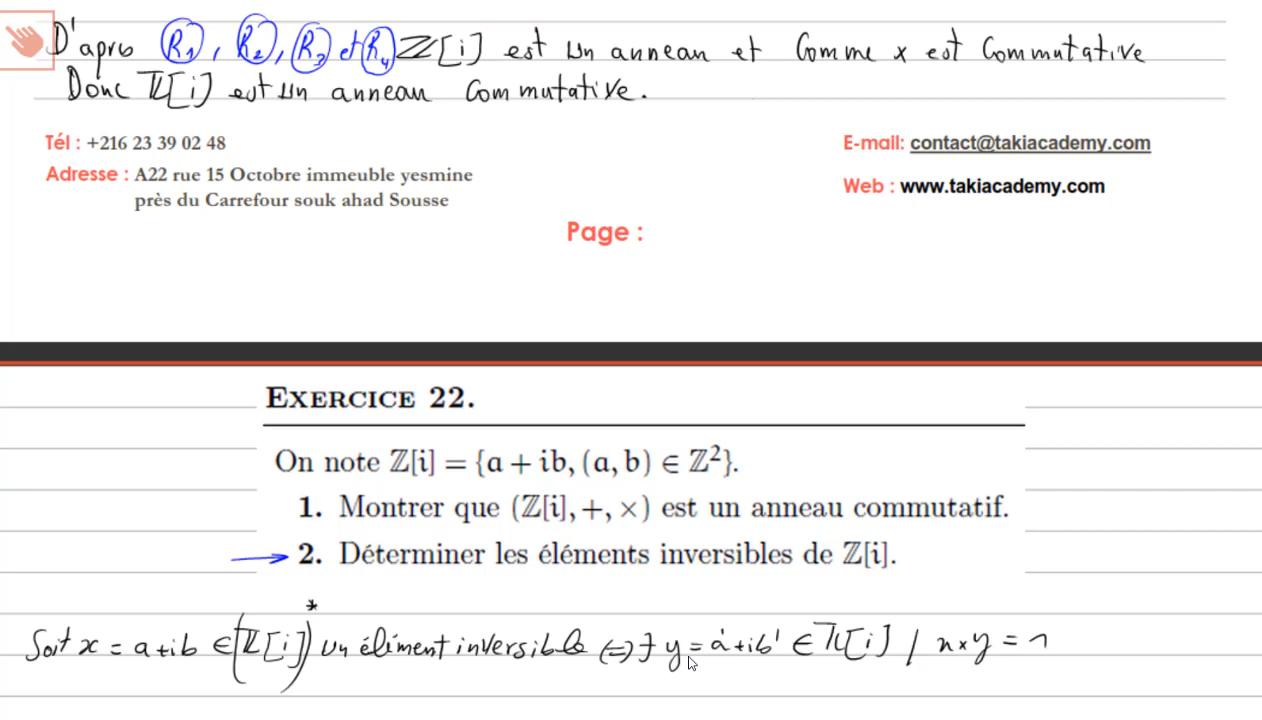 D'apres R1, R2, R3 et R4 ℤ[i] est un anneau et comme x est Commutative
Donc ℤ[i] est un anneau Commutative.
Tél : +216 23 39 02 48
E-mail: contact@takiacademy.com
Adresse : A22 rue 15 Octobre immeuble yesmine
près du Carrefour souk ahad Sousse
Web : www.takiacademy.com
Page :
EXERCICE 22.
On note ℤ[i] = {a + ib, (a, b) ∈ ℤ²}.
1. Montrer que (ℤ[i], +, ×) est un anneau commutatif.
2. Déterminer les éléments inversibles de ℤ[i].
Soit x = a+ib ∈ (ℤ[i])* un élément inversible (=) ∃ y = a'+ib' ∈ ℤ[i] / x×y = 1